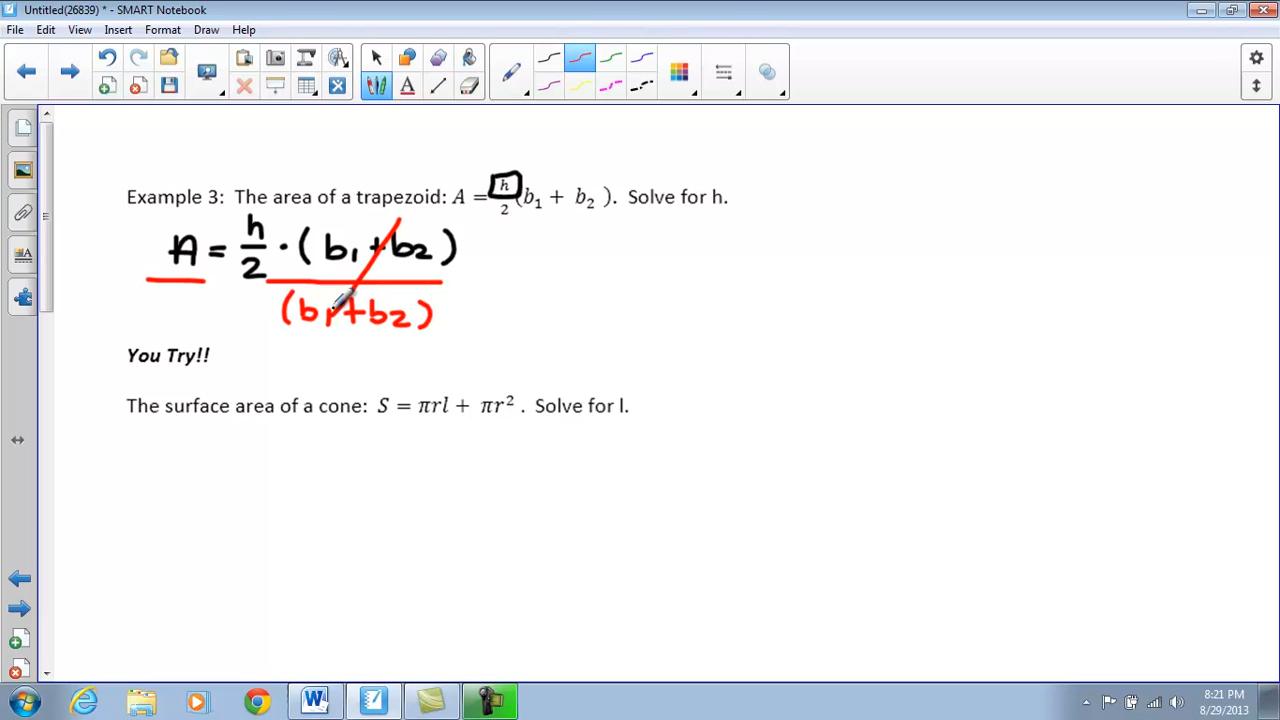 Untitled(26839) * - SMART Notebook
File Edit View Insert Format Draw Help
Example 3: The area of a trapezoid: A = h/2 (b₁ + b₂ ). Solve for h.
A = h/2 · ( b₁ + b₂ )
(b₁+b₂ )
You Try!!
The surface area of a cone: S = πrl + πr² . Solve for l.
8:21 PM
8/29/2013